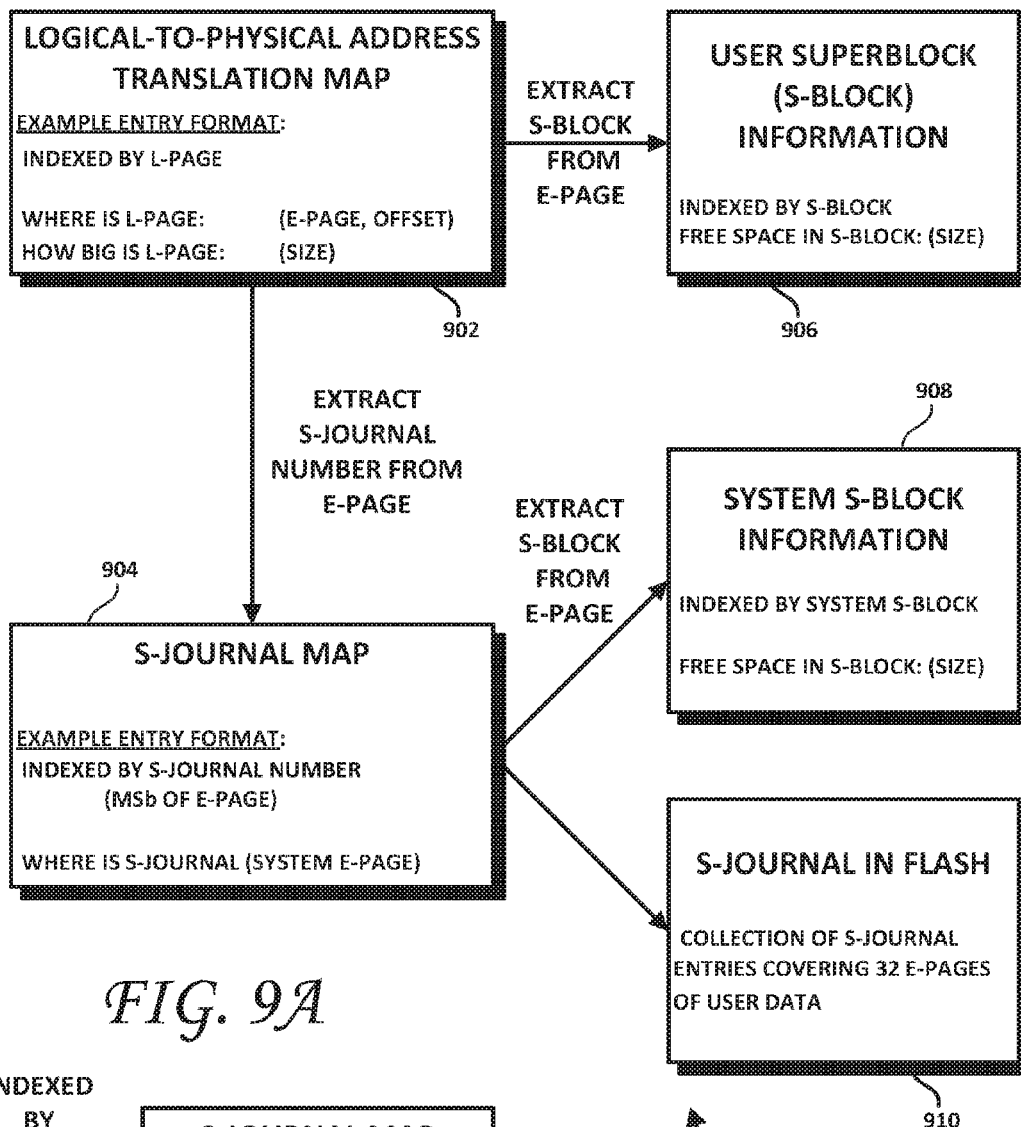 LOGICAL-TO-PHYSICAL ADDRESS
TRANSLATION MAP
EXAMPLE ENTRY FORMAT:
INDEXED BY L-PAGE
WHERE IS L-PAGE: (E-PAGE, OFFSET)
HOW BIG IS L-PAGE: (SIZE)
902
EXTRACT
S-BLOCK
FROM
E-PAGE
USER SUPERBLOCK
(S-BLOCK)
INFORMATION
INDEXED BY S-BLOCK
FREE SPACE IN S-BLOCK: (SIZE)
906
EXTRACT
S-JOURNAL
NUMBER FROM
E-PAGE
904
S-JOURNAL MAP
EXAMPLE ENTRY FORMAT:
INDEXED BY S-JOURNAL NUMBER
(MSb OF E-PAGE)
WHERE IS S-JOURNAL (SYSTEM E-PAGE)
EXTRACT
S-BLOCK
FROM
E-PAGE
908
SYSTEM S-BLOCK
INFORMATION
INDEXED BY SYSTEM S-BLOCK
FREE SPACE IN S-BLOCK: (SIZE)
S-JOURNAL IN FLASH
COLLECTION OF S-JOURNAL
ENTRIES COVERING 32 E-PAGES
OF USER DATA
910
FIG. 9A
NDEXED
BY